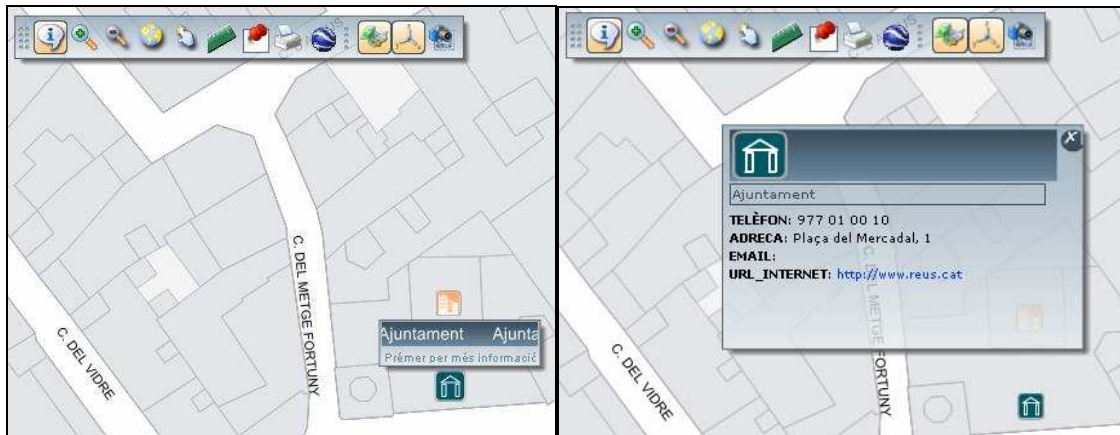 C. DEL METGE FORTUNY
C. DEL VIDRE
Ajuntament Ajunta
Prémer per més informació
Ajuntament
TELÈFON: 977 01 00 10
ADRECA: Plaça del Mercadal, 1
EMAIL:
URL_INTERNET: http://www.reus.cat
C. DEL METGE FORTUNY
C. DEL VIDRE